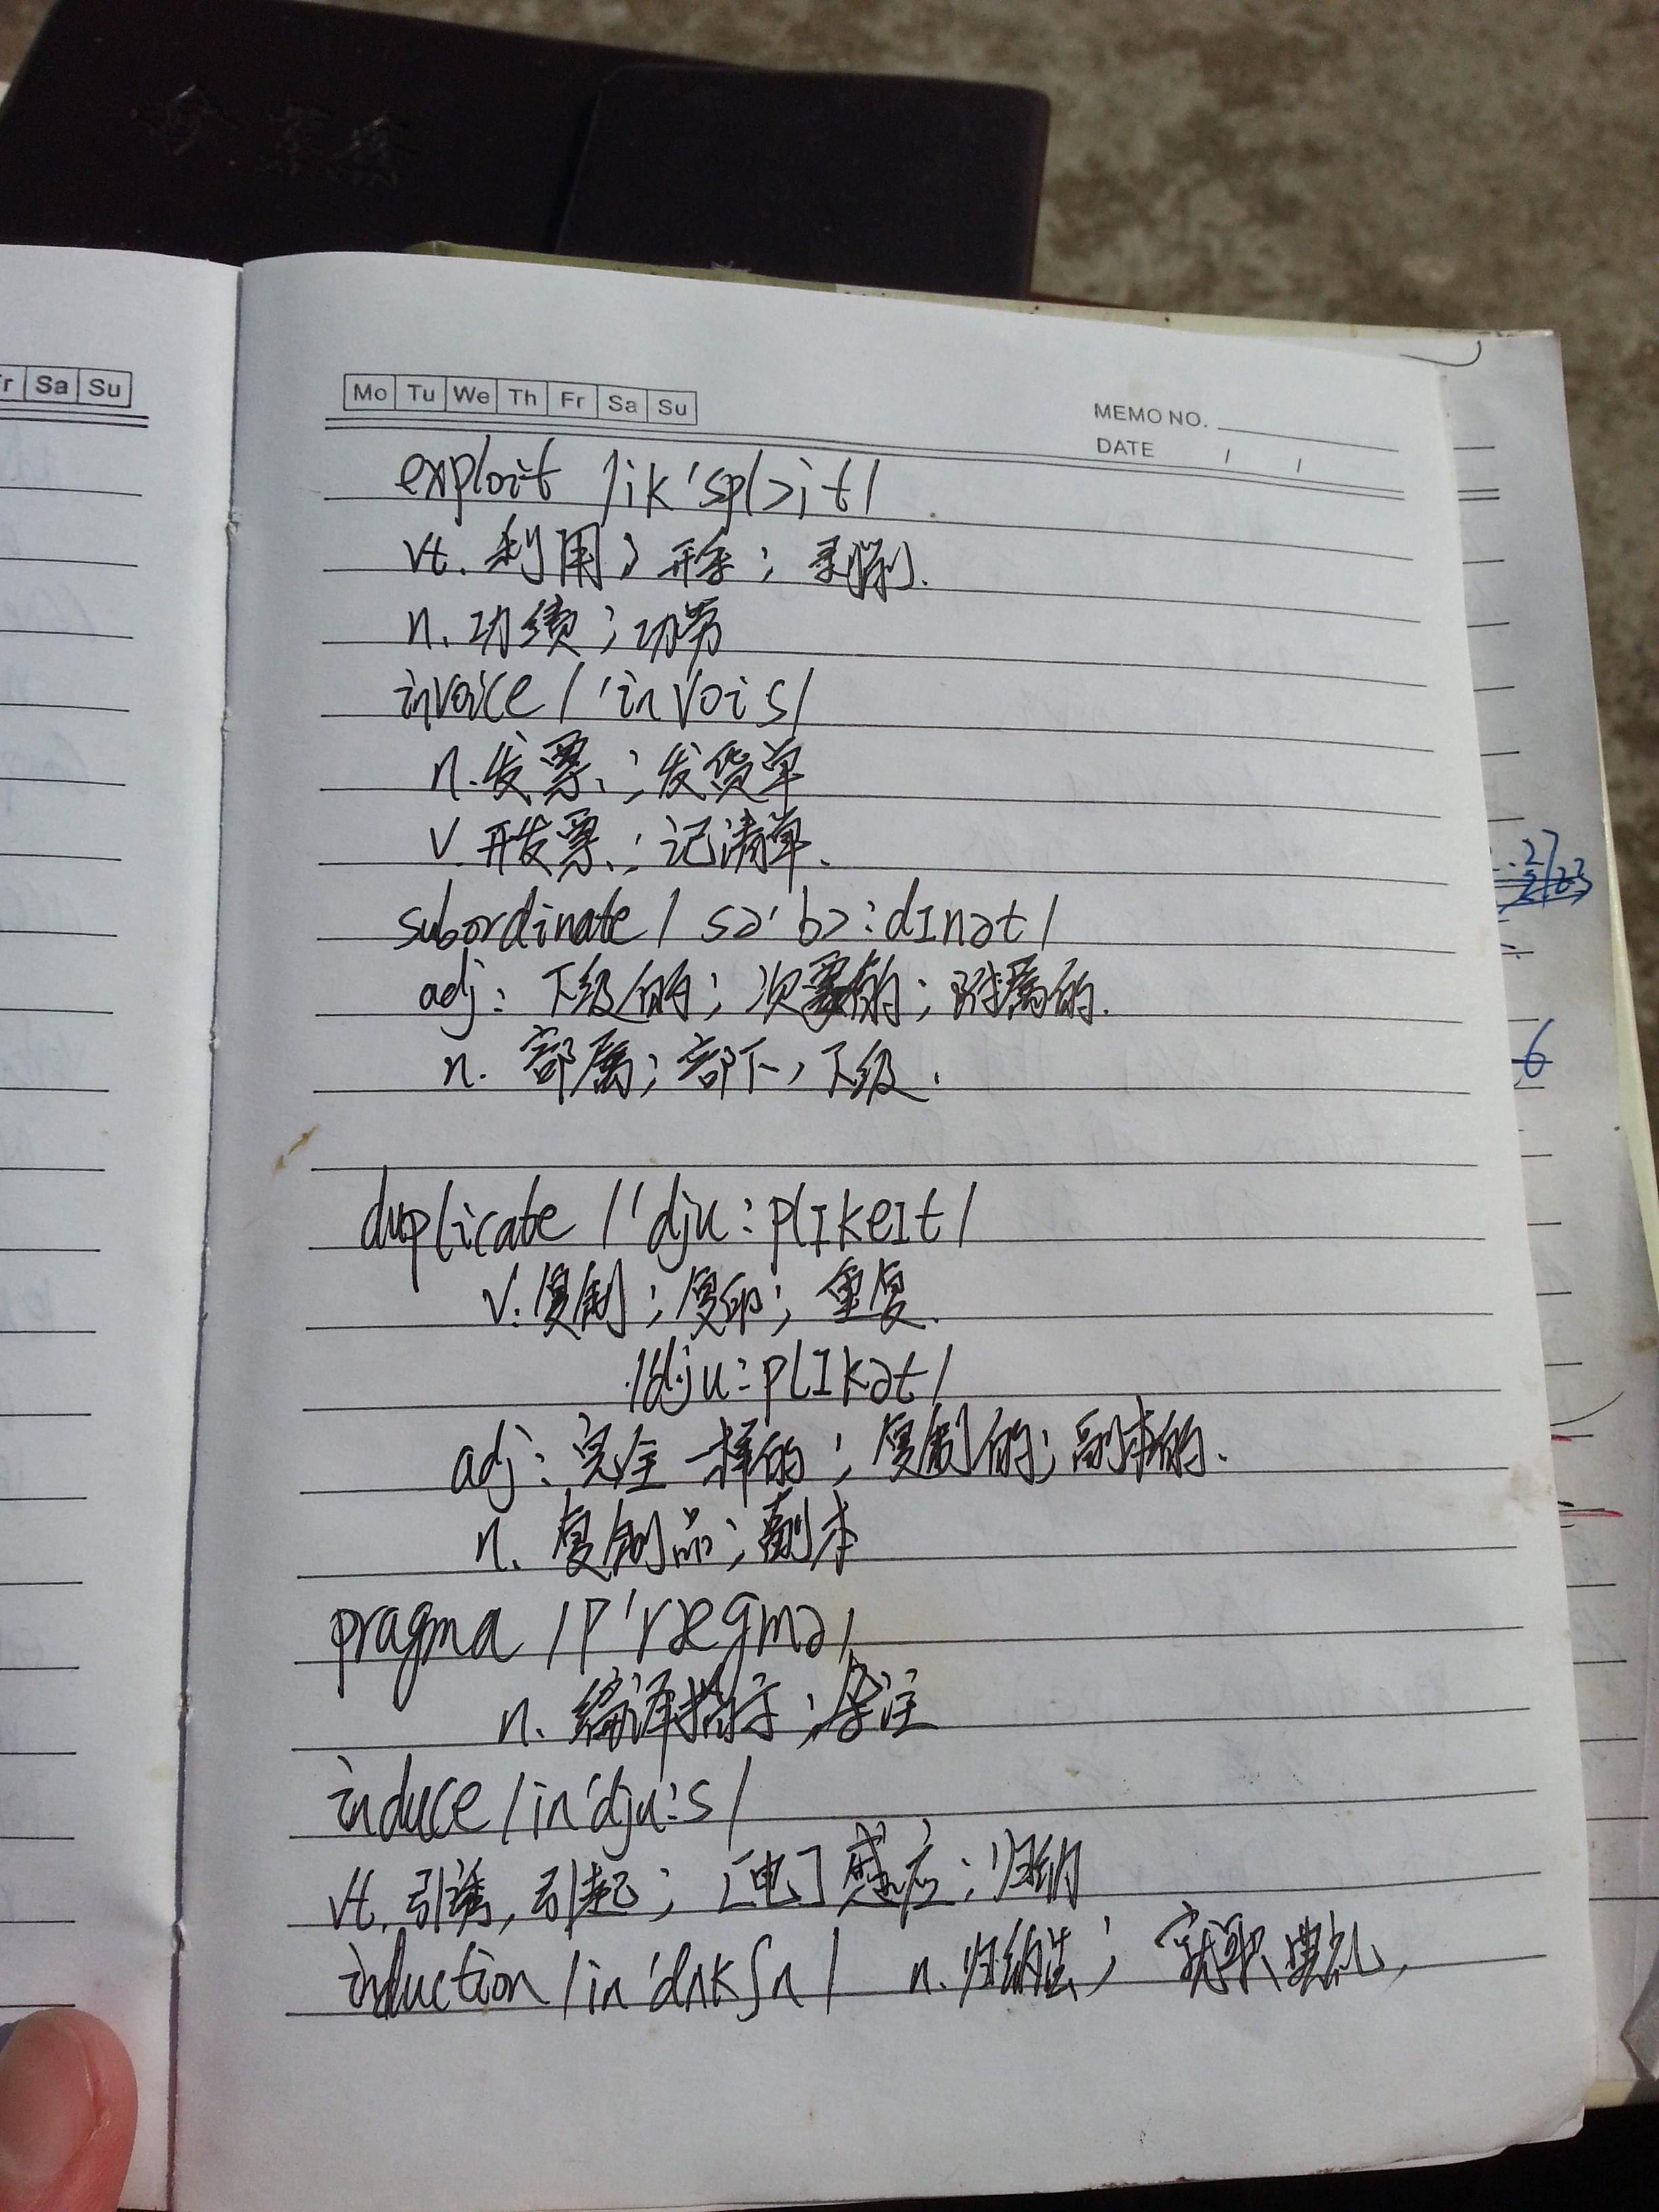 Sa Su
Mo Tu We Th Fr Sa Su
MEMO NO.
DATE / /
exploit /ik'splɔit/
vt. 利用; 开采; 剥削.
n. 功绩; 功劳
invoice /'invois/
n. 发票; 发货单
v. 开发票; 记清单.
subordinate / sə'bɔ:dɪnət /
adj: 下级的; 次要的; 附属的.
n. 部属; 部下, 下级.
duplicate /'dju:plɪkeɪt/
v. 复制; 复印; 重复.
/'dju:plɪkət/
adj: 完全一样的; 复制的; 副本的.
n. 复制品; 副本
pragma /p'rægmə/
n. 编译指示; 杂注
induce /in'dju:s/
vt. 引诱, 引起; [电] 感应; 归纳
induction /in'dʌkʃn/ n. 归纳法; 就职典礼,
6